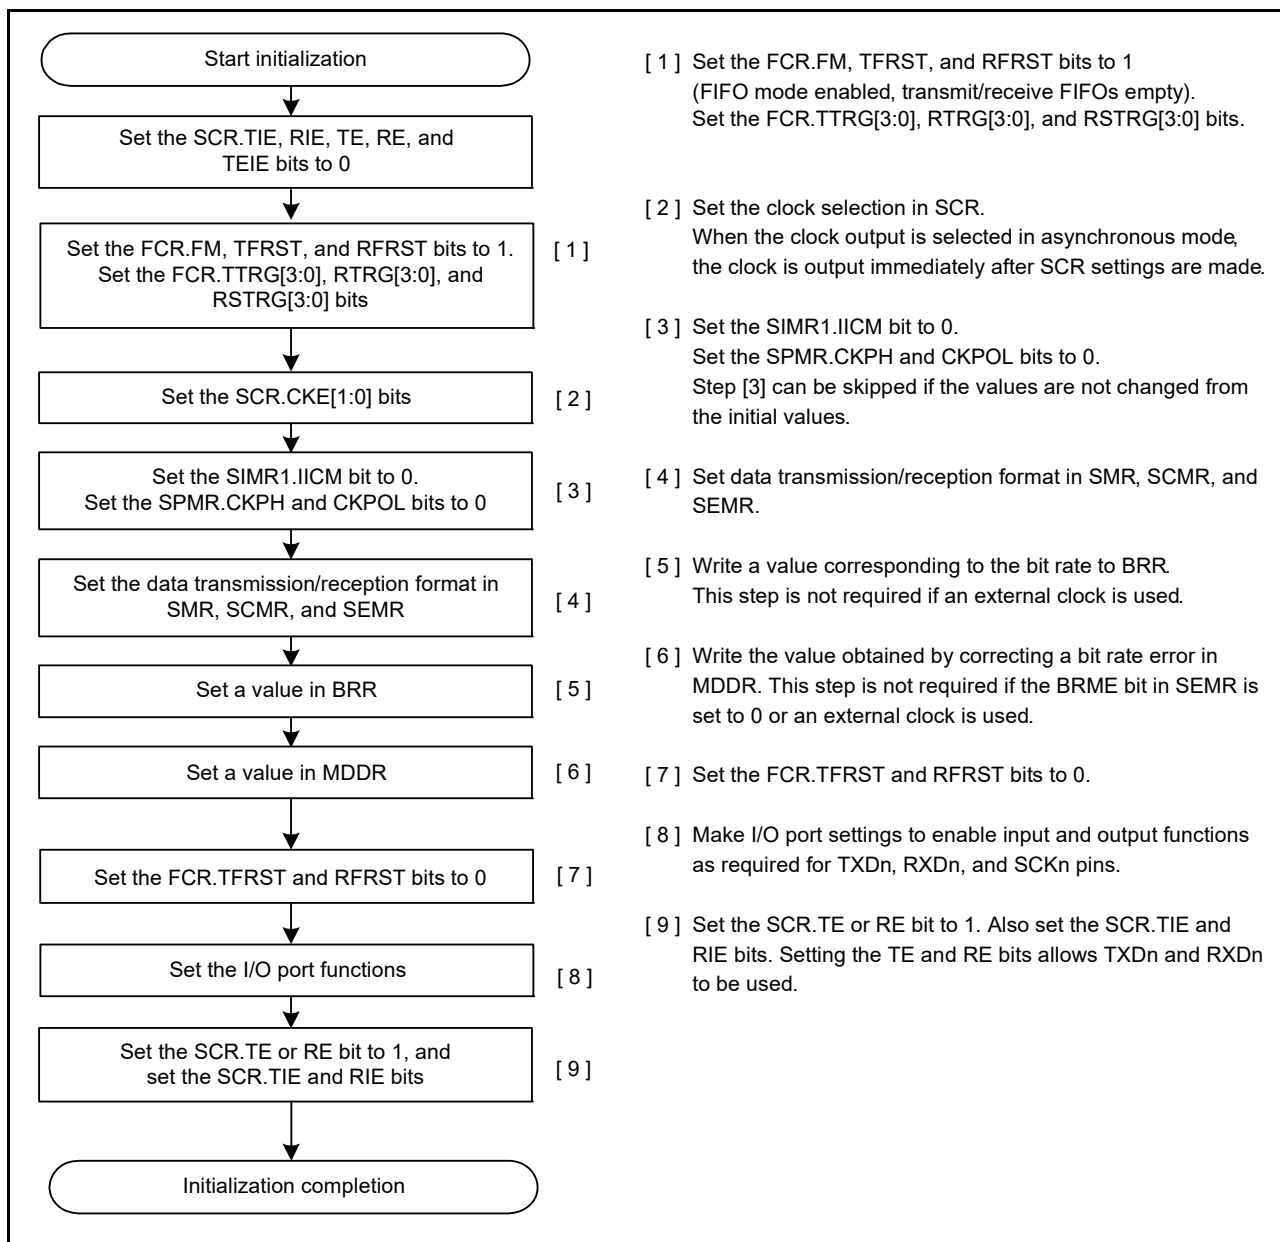 Start initialization
Set the SCR.TIE, RIE, TE, RE, and
TEIE bits to 0
Set the FCR.FM, TFRST, and RFRST bits to 1.
Set the FCR.TTRG[3:0], RTRG[3:0], and
RSTRG[3:0] bits
[ 1 ]
Set the SCR.CKE[1:0] bits
[ 2 ]
Set the SIMR1.IICM bit to 0.
Set the SPMR.CKPH and CKPOL bits to 0
[ 3 ]
Set the data transmission/reception format in
SMR, SCMR, and SEMR
[ 4 ]
Set a value in BRR
[ 5 ]
Set a value in MDDR
[ 6 ]
Set the FCR.TFRST and RFRST bits to 0
[ 7 ]
Set the I/O port functions
[ 8 ]
Set the SCR.TE or RE bit to 1, and
set the SCR.TIE and RIE bits
[ 9 ]
Initialization completion
[ 1 ] Set the FCR.FM, TFRST, and RFRST bits to 1
(FIFO mode enabled, transmit/receive FIFOs empty).
Set the FCR.TTRG[3:0], RTRG[3:0], and RSTRG[3:0] bits.
[ 2 ] Set the clock selection in SCR.
When the clock output is selected in asynchronous mode,
the clock is output immediately after SCR settings are made.
[ 3 ] Set the SIMR1.IICM bit to 0.
Set the SPMR.CKPH and CKPOL bits to 0.
Step [3] can be skipped if the values are not changed from
the initial values.
[ 4 ] Set data transmission/reception format in SMR, SCMR, and
SEMR.
[ 5 ] Write a value corresponding to the bit rate to BRR.
This step is not required if an external clock is used.
[ 6 ] Write the value obtained by correcting a bit rate error in
MDDR. This step is not required if the BRME bit in SEMR is
set to 0 or an external clock is used.
[ 7 ] Set the FCR.TFRST and RFRST bits to 0.
[ 8 ] Make I/O port settings to enable input and output functions
as required for TXDn, RXDn, and SCKn pins.
[ 9 ] Set the SCR.TE or RE bit to 1. Also set the SCR.TIE and
RIE bits. Setting the TE and RE bits allows TXDn and RXDn
to be used.